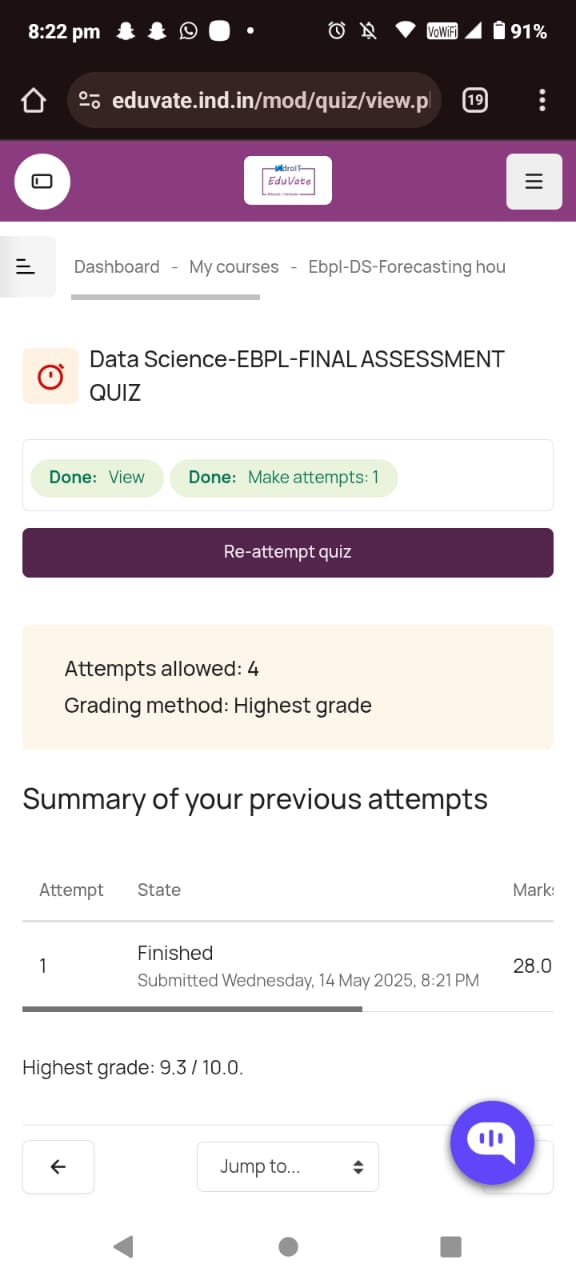 8:22 pm
VoWiFi
91%
eduvate.ind.in/mod/quiz/view.p
19
EduVate
Dashboard - My courses - Ebpl-DS-Forecasting hou
Data Science-EBPL-FINAL ASSESSMENT
QUIZ
Done: View
Done: Make attempts: 1
Re-attempt quiz
Attempts allowed: 4
Grading method: Highest grade
Summary of your previous attempts
Attempt State Marks
1
Finished
Submitted Wednesday, 14 May 2025, 8:21 PM
28.0
Highest grade: 9.3 / 10.0.
Jump to...